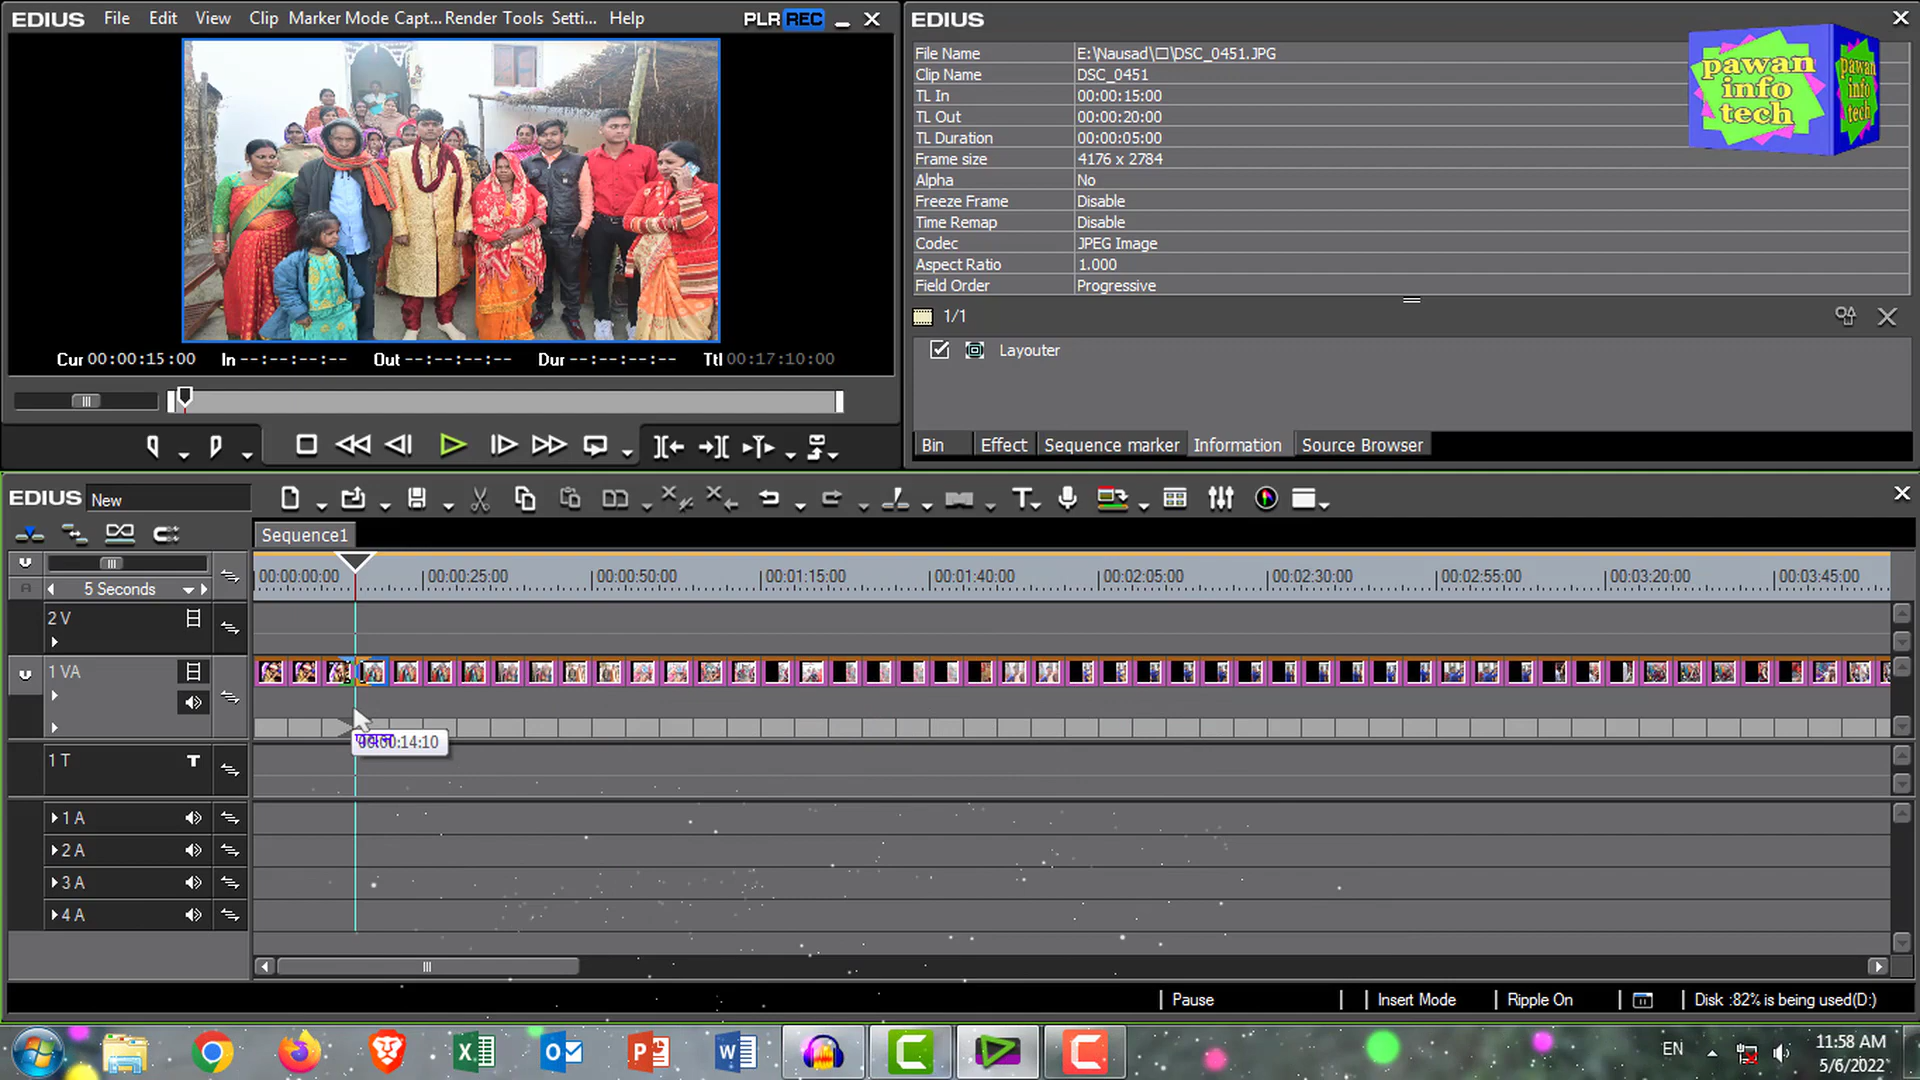 EDIUS File Edit View Clip Marker Mode Capt... Render Tools Setti... Help PLR REC
EDIUS
File Name E:\Nausad\□\DSC_0451.JPG
Clip Name DSC_0451
TL In 00:00:15:00
TL Out 00:00:20:00
TL Duration 00:00:05:00
Frame size 4176 x 2784
Alpha No
Freeze Frame Disable
Time Remap Disable
Codec JPEG Image
Aspect Ratio 1.000
Field Order Progressive
pawan info tech
pawan info tech
1/1
Layouter
Cur 00:00:15:00 In --:--:--:-- Out --:--:--:-- Dur --:--:--:-- Ttl 00:17:10:00
Bin Effect Sequence marker Information Source Browser
EDIUS New
Sequence1
00:00:00:00 00:00:25:00 00:00:50:00 00:01:15:00 00:01:40:00 00:02:05:00 00:02:30:00 00:02:55:00 00:03:20:00 00:03:45:00
5 Seconds
2 V
1 VA
00:00:14:10
1 T T
1 A
2 A
3 A
4 A
Pause Insert Mode Ripple On Disk :82% is being used(D:)
EN
11:58 AM
5/6/2022